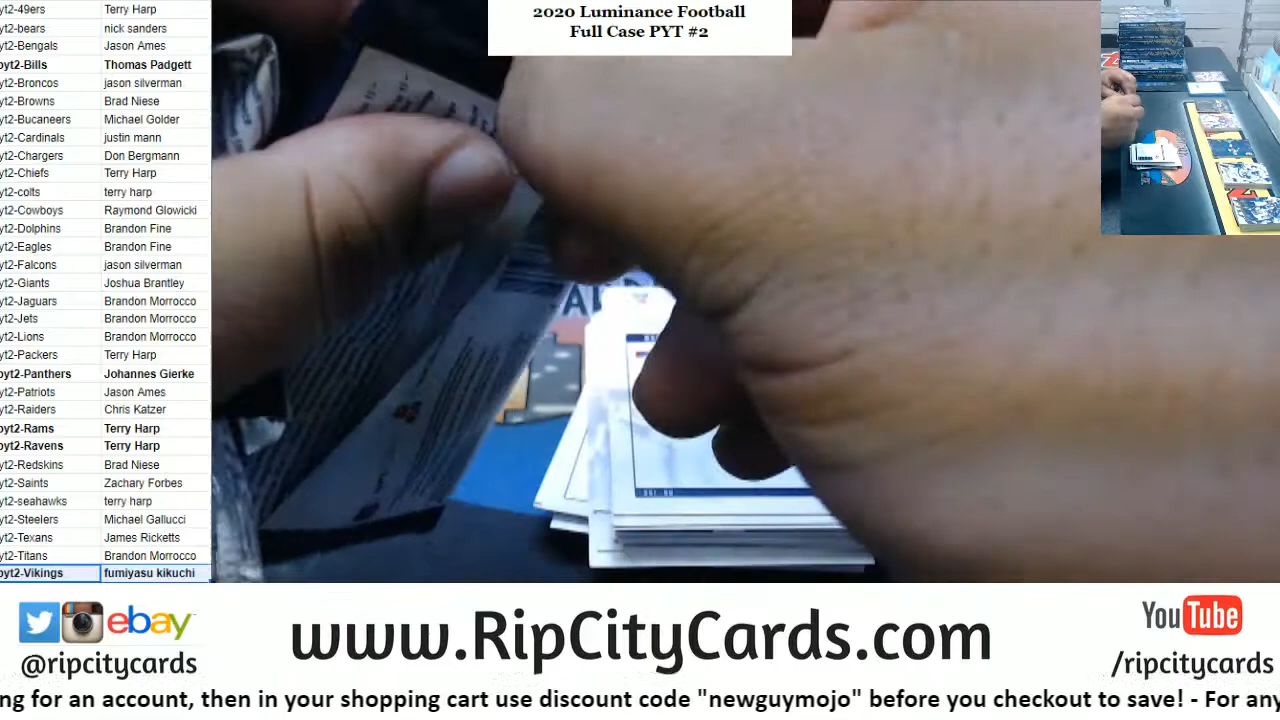 2020 Luminance Football
Full Case PYT #2
yt2-49ers Terry Harp
yt2-bears nick sanders
yt2-Bengals Jason Ames
pyt2-Bills Thomas Padgett
yt2-Broncos jason silverman
yt2-Browns Brad Niese
yt2-Bucaneers Michael Golder
yt2-Cardinals justin mann
yt2-Chargers Don Bergmann
yt2-Chiefs Terry Harp
yt2-colts terry harp
yt2-Cowboys Raymond Glowicki
yt2-Dolphins Brandon Fine
yt2-Eagles Brandon Fine
yt2-Falcons jason silverman
yt2-Giants Joshua Brantley
yt2-Jaguars Brandon Morrocco
yt2-Jets Brandon Morrocco
yt2-Lions Brandon Morrocco
yt2-Packers Terry Harp
pyt2-Panthers Johannes Gierke
yt2-Patriots Jason Ames
yt2-Raiders Chris Katzer
pyt2-Rams Terry Harp
pyt2-Ravens Terry Harp
yt2-Redskins Brad Niese
yt2-Saints Zachary Forbes
yt2-seahawks terry harp
yt2-Steelers Michael Gallucci
yt2-Texans James Ricketts
yt2-Titans Brandon Morrocco
pyt2-Vikings fumiyasu kikuchi
ebay
@ripcitycards
www.RipCityCards.com
YouTube
/ripcitycards
ng for an account, then in your shopping cart use discount code "newguymojo" before you checkout to save! - For any